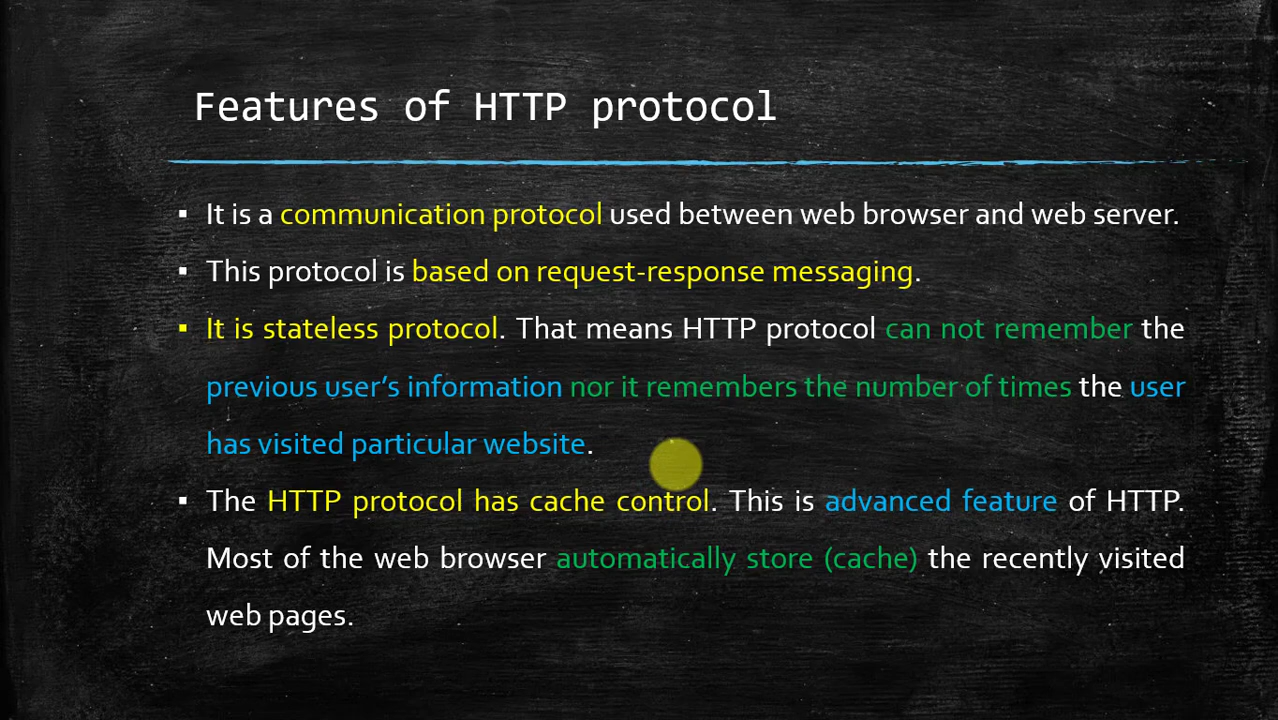 Features of HTTP protocol
▪ It is a communication protocol used between web browser and web server.
▪ This protocol is based on request-response messaging.
▪ It is stateless protocol. That means HTTP protocol can not remember the
previous user’s information nor it remembers the number of times the user
has visited particular website.
▪ The HTTP protocol has cache control. This is advanced feature of HTTP.
Most of the web browser automatically store (cache) the recently visited
web pages.